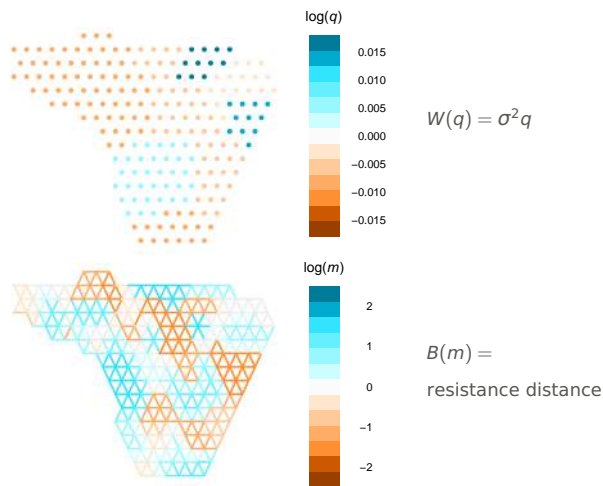 log(q)
0.015
0.010
0.005
0.000
−0.005
−0.010
−0.015
W(q) = σ²q
log(m)
2
1
0
−1
−2
B(m) =
resistance distance